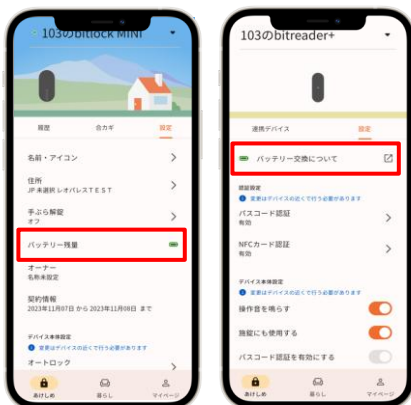 103のbitlock MINI
履歴
合カギ
設定
名前・アイコン
住所
JP 未選択 レオパレスTEST
手ぶら解錠
オフ
バッテリー残量
オーナー
名称未設定
契約情報
2023年11月07日 から 2023年11月08日 まで
デバイス本体設定
変更はデバイスの近くで行う必要があります
オートロック
あけしめ
暮らし
マイページ
103のbitreader+
連携デバイス
設定
バッテリー交換について
認証設定
変更はデバイスの近くで行う必要があります
パスコード認証
有効
NFCカード認証
有効
デバイス本体設定
変更はデバイスの近くで行う必要があります
操作音を鳴らす
施錠にも使用する
パスコード認証を有効にする
あけしめ
暮らし
マイページ